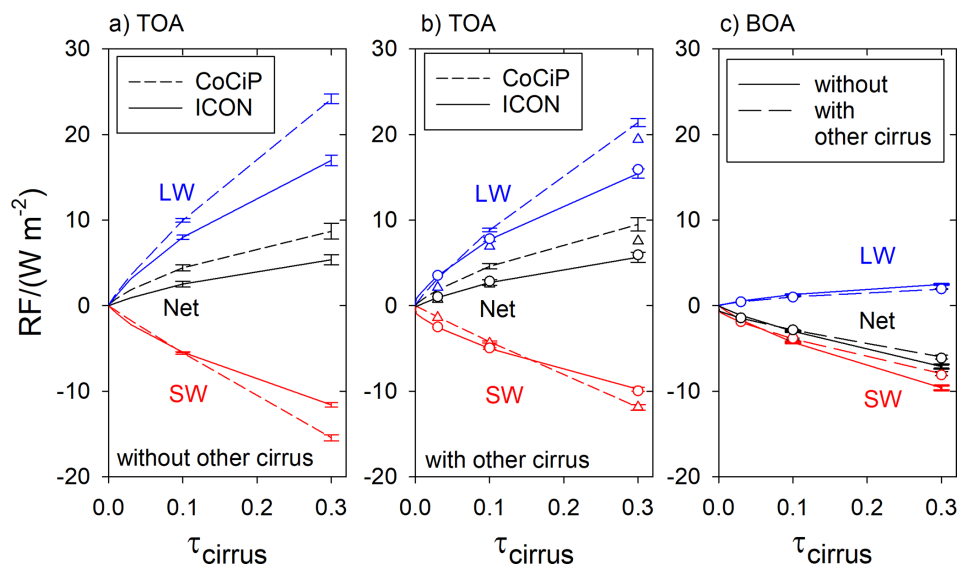 a) TOA
b) TOA
c) BOA
30
20
10
0
-10
-20
RF/(W m-2)
CoCiP
ICON
LW
Net
SW
without other cirrus
0.0 0.1 0.2 0.3
τcirrus
30
20
10
0
-10
-20
CoCiP
ICON
LW
Net
SW
with other cirrus
0.0 0.1 0.2 0.3
τcirrus
30
20
10
0
-10
-20
without
with
other cirrus
LW
Net
SW
0.0 0.1 0.2 0.3
τcirrus